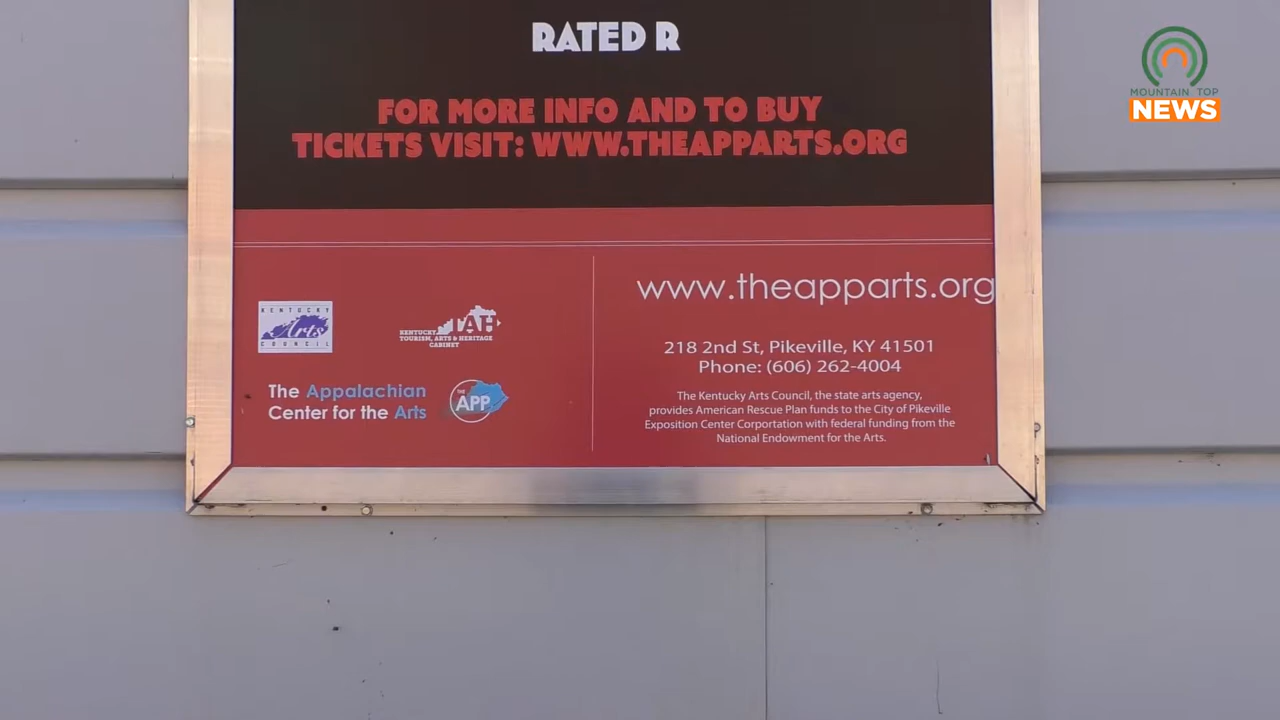 RATED R
MOUNTAIN TOP
NEWS
FOR MORE INFO AND TO BUY
TICKETS VISIT: WWW.THEAPPARTS.ORG
www.theapparts.org
KENTUCKY
Arts
COUNCIL
KENTUCKY TAH
TOURISM, ARTS & HERITAGE
CABINET
218 2nd St, Pikeville, KY 41501
Phone: (606) 262-4004
The Appalachian
Center for the Arts
THE
APP
The Kentucky Arts Council, the state arts agency,
provides American Rescue Plan funds to the City of Pikeville
Exposition Center Corportation with federal funding from the
National Endowment for the Arts.